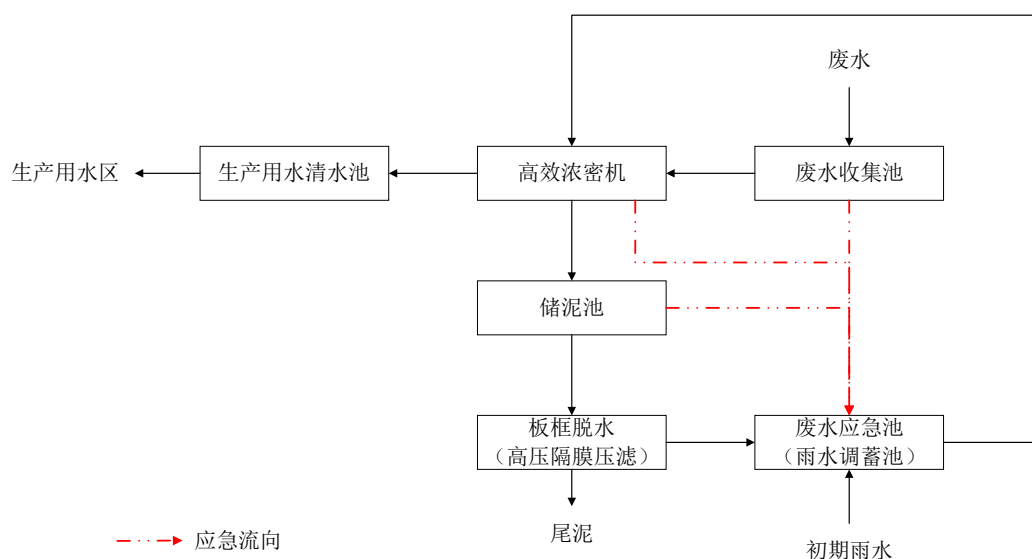 废水
生产用水区
生产用水清水池
高效浓密机
废水收集池
储泥池
板框脱水
（高压隔膜压滤）
废水应急池
（雨水调蓄池）
应急流向
尾泥
初期雨水